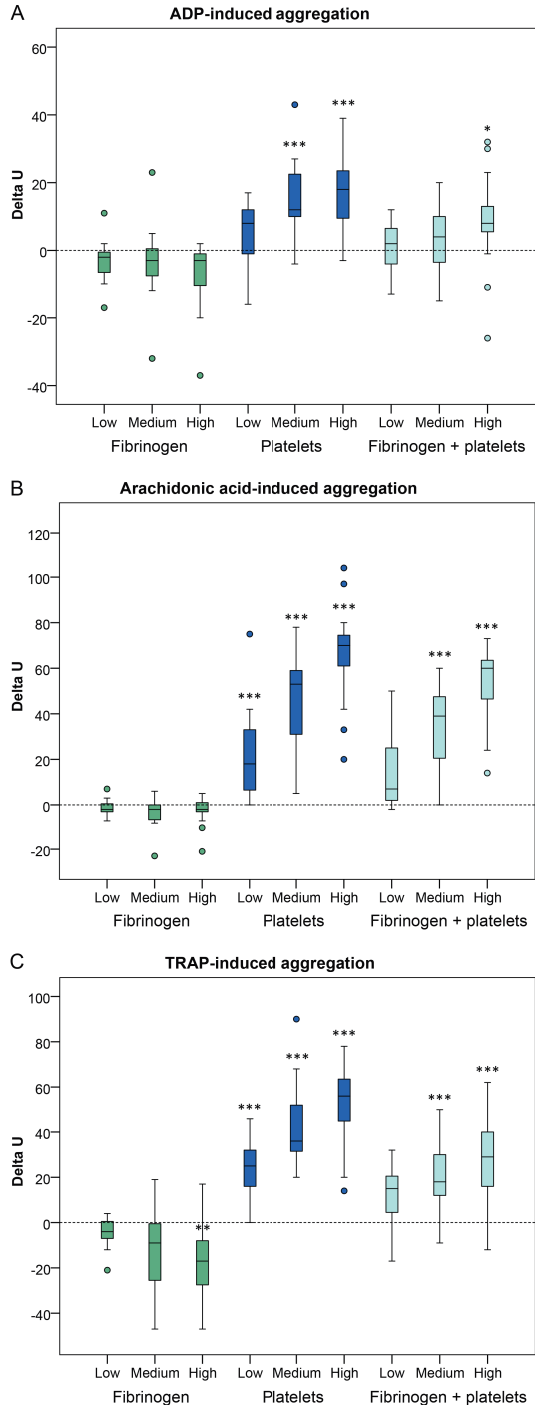 A
ADP-induced aggregation
60
40
20
0
-20
-40
Delta U
***
***
*
Low Medium High Low Medium High Low Medium High
Fibrinogen Platelets Fibrinogen + platelets
B
Arachidonic acid-induced aggregation
120
100
80
60
40
20
0
-20
Delta U
***
***
***
***
***
Low Medium High Low Medium High Low Medium High
Fibrinogen Platelets Fibrinogen + platelets
C
TRAP-induced aggregation
100
80
60
40
20
0
-20
-40
Delta U
**
***
***
***
***
***
Low Medium High Low Medium High Low Medium High
Fibrinogen Platelets Fibrinogen + platelets